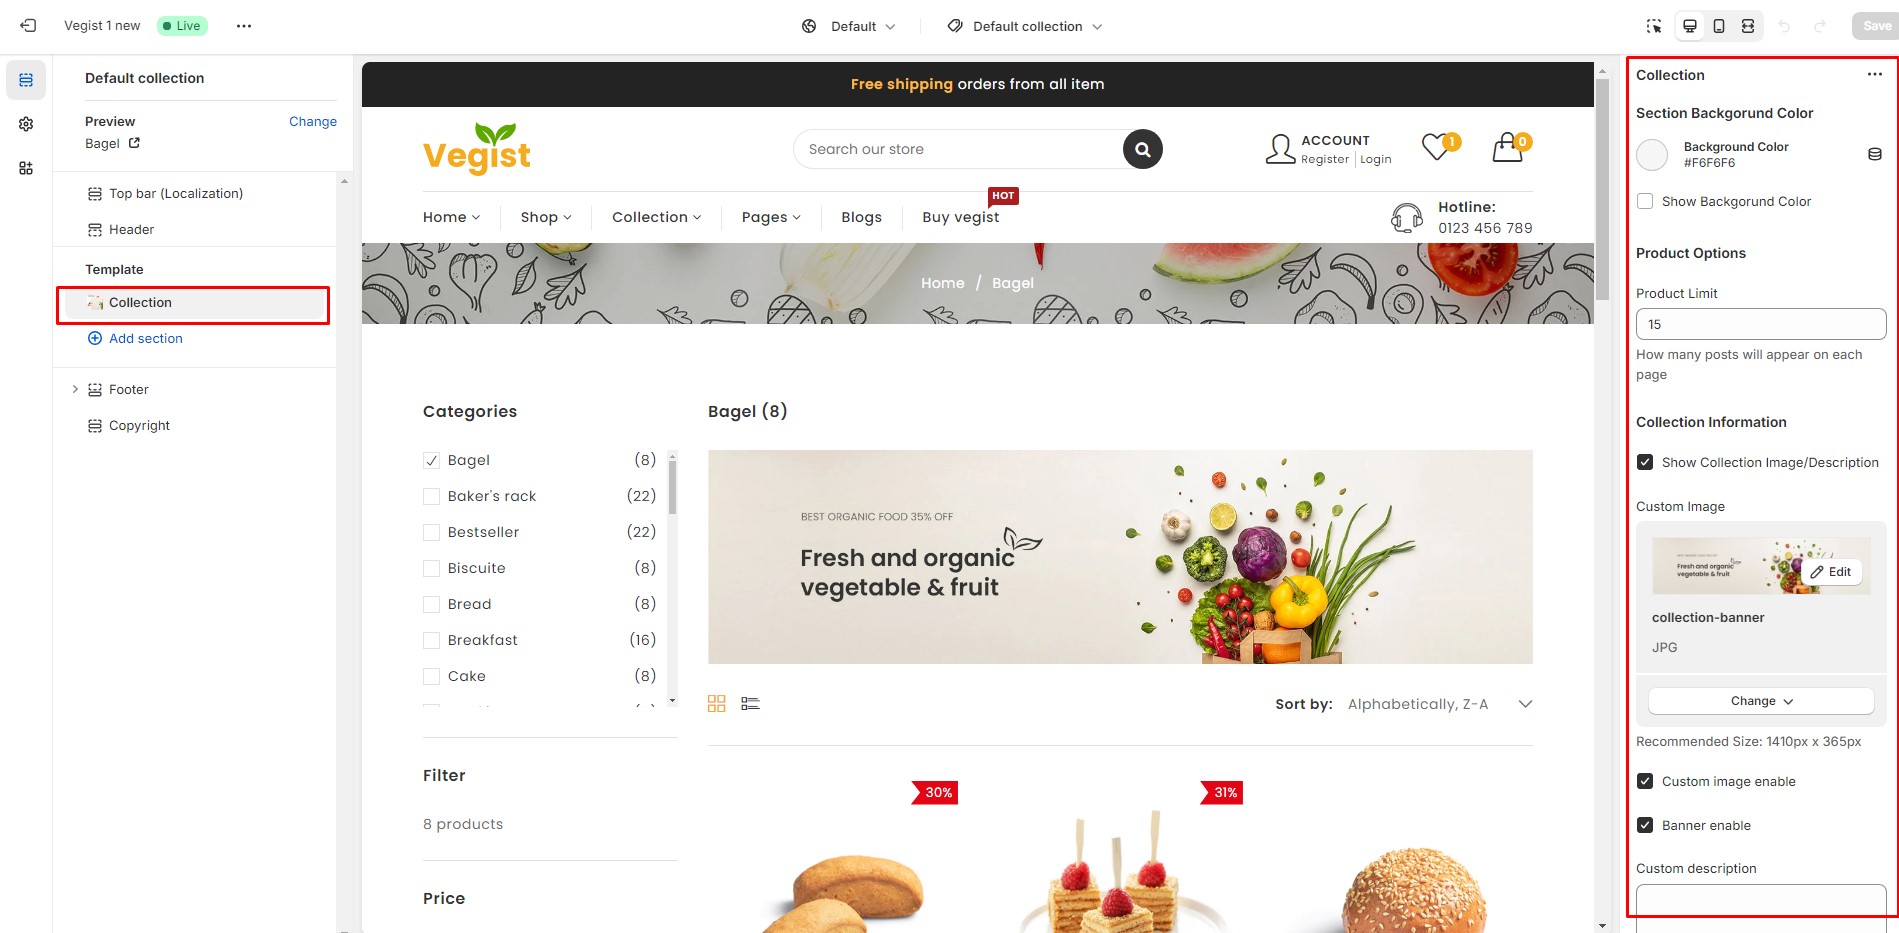 Vegist 1 new
Live
Default
Default collection
Save
Default collection
Preview
Change
Bagel
Top bar (Localization)
Header
Template
Collection
Add section
Footer
Copyright
Free shipping orders from all item
Vegist
Search our store
ACCOUNT
Register
Login
1
0
HOT
Home
Shop
Collection
Pages
Blogs
Buy vegist
Hotline:
0123 456 789
Home / Bagel
Categories
Bagel (8)
Baker's rack (22)
Bestseller (22)
Biscuite (8)
Bread (8)
Breakfast (16)
Cake (8)
Filter
8 products
Price
Bagel (8)
BEST ORGANIC FOOD 35% OFF
Fresh and organic
vegetable & fruit
Sort by: Alphabetically, Z-A
30%
31%
Collection
Section Backgorund Color
Background Color
#F6F6F6
Show Backgorund Color
Product Options
Product Limit
15
How many posts will appear on each
page
Collection Information
Show Collection Image/Description
Custom Image
Fresh and organic
vegetable & fruit
Edit
collection-banner
JPG
Change
Recommended Size: 1410px x 365px
Custom image enable
Banner enable
Custom description